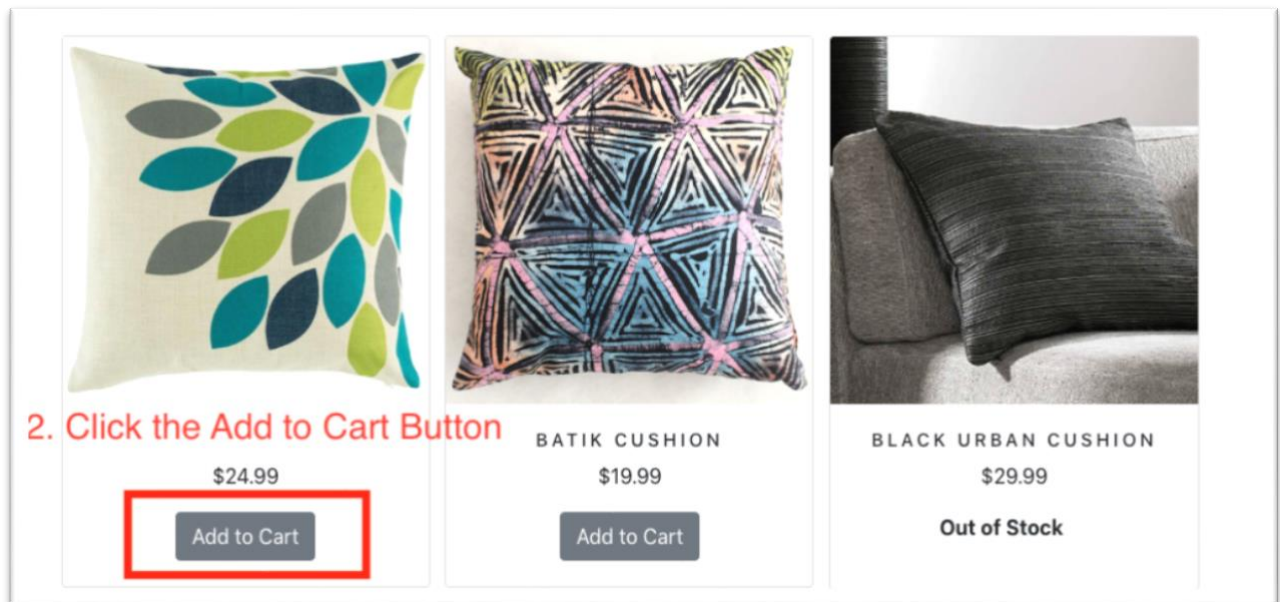 2. Click the Add to Cart Button
$24.99
Add to Cart
BATIK CUSHION
$19.99
Add to Cart
BLACK URBAN CUSHION
$29.99
Out of Stock